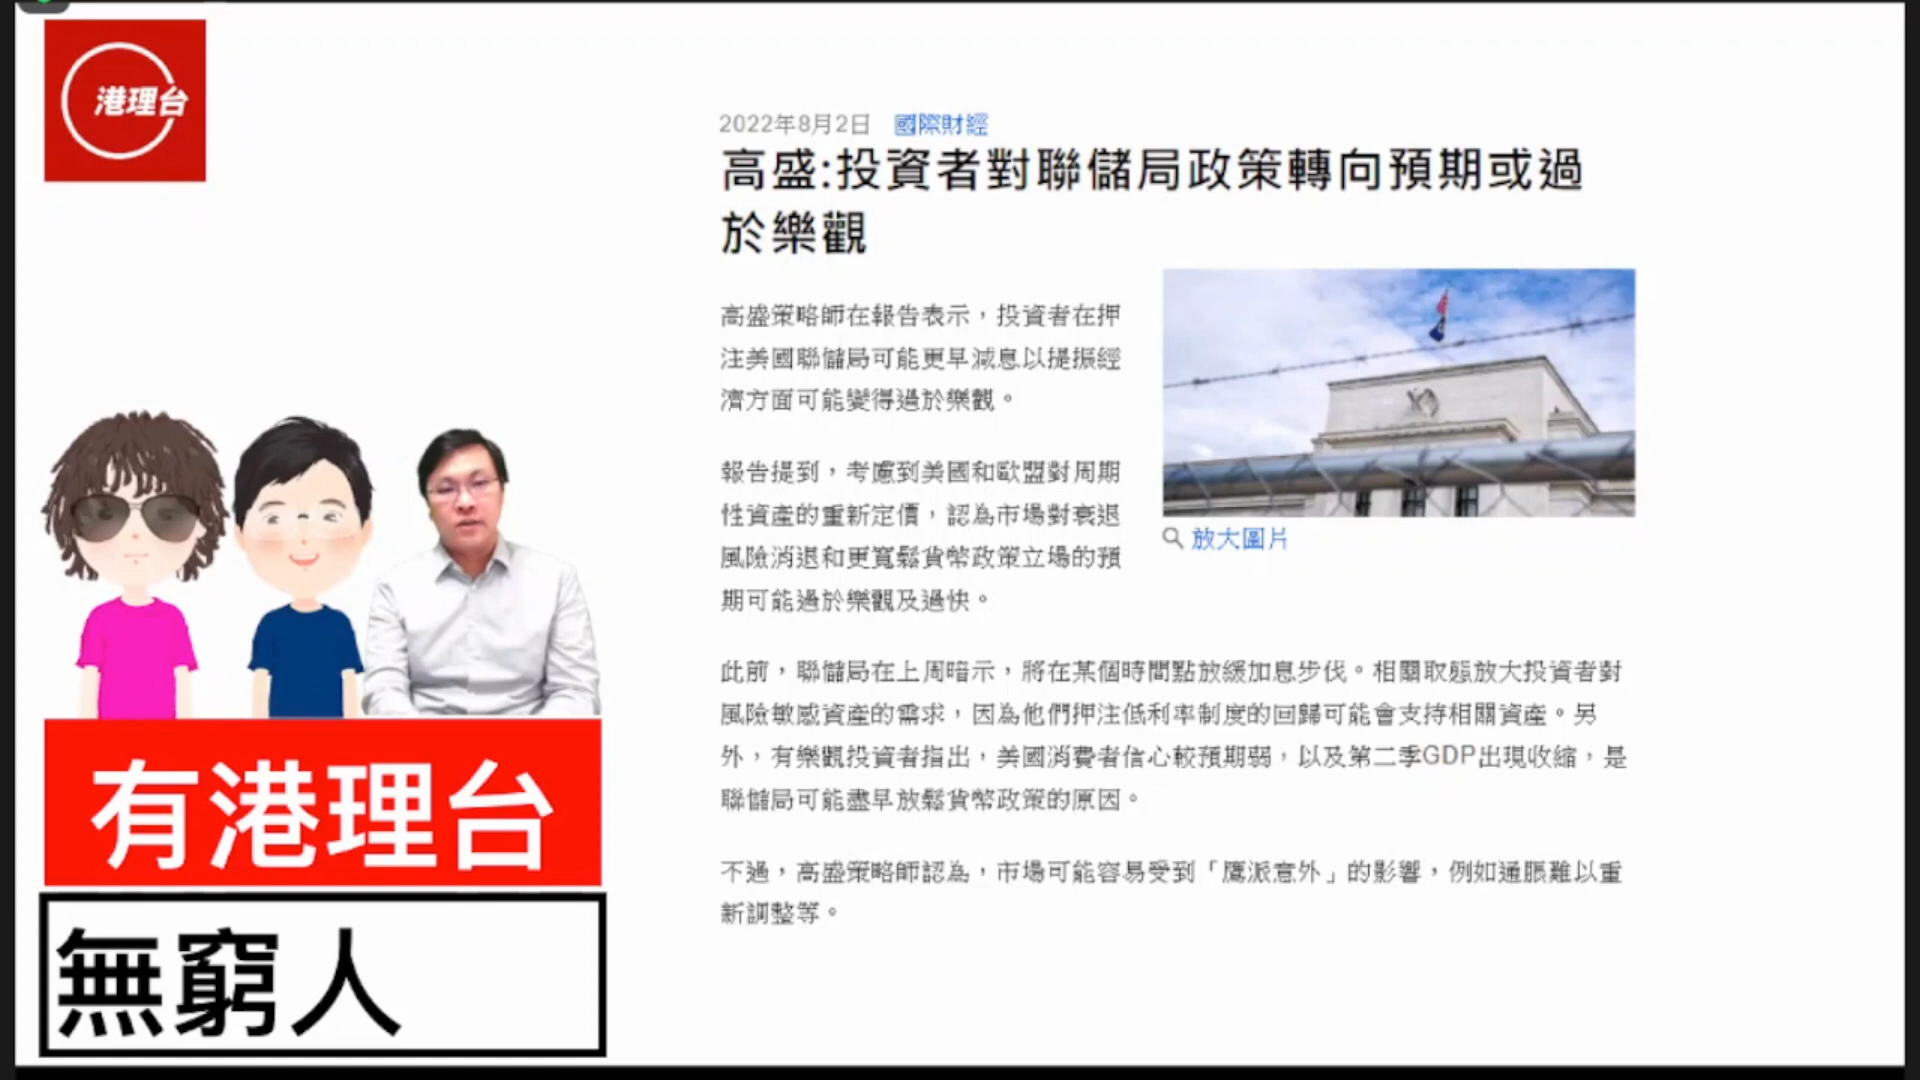 港理台
2022年8月2日 國際財經
高盛:投資者對聯儲局政策轉向預期或過
於樂觀
高盛策略師在報告表示，投資者在押
注美國聯儲局可能更早減息以提振經
濟方面可能變得過於樂觀。
放大圖片
報告提到，考慮到美國和歐盟對周期
性資產的重新定價，認為市場對衰退
風險消退和更寬鬆貨幣政策立場的預
期可能過於樂觀及過快。
此前，聯儲局在上周暗示，將在某個時間點放緩加息步伐。相關取態放大投資者對
風險敏感資產的需求，因為他們押注低利率制度的回歸可能會支持相關資產。另
外，有樂觀投資者指出，美國消費者信心較預期弱，以及第二季GDP出現收縮，是
聯儲局可能盡早放鬆貨幣政策的原因。
不過，高盛策略師認為，市場可能容易受到「鷹派意外」的影響，例如通脹難以重
新調整等。
有港理台
無窮人